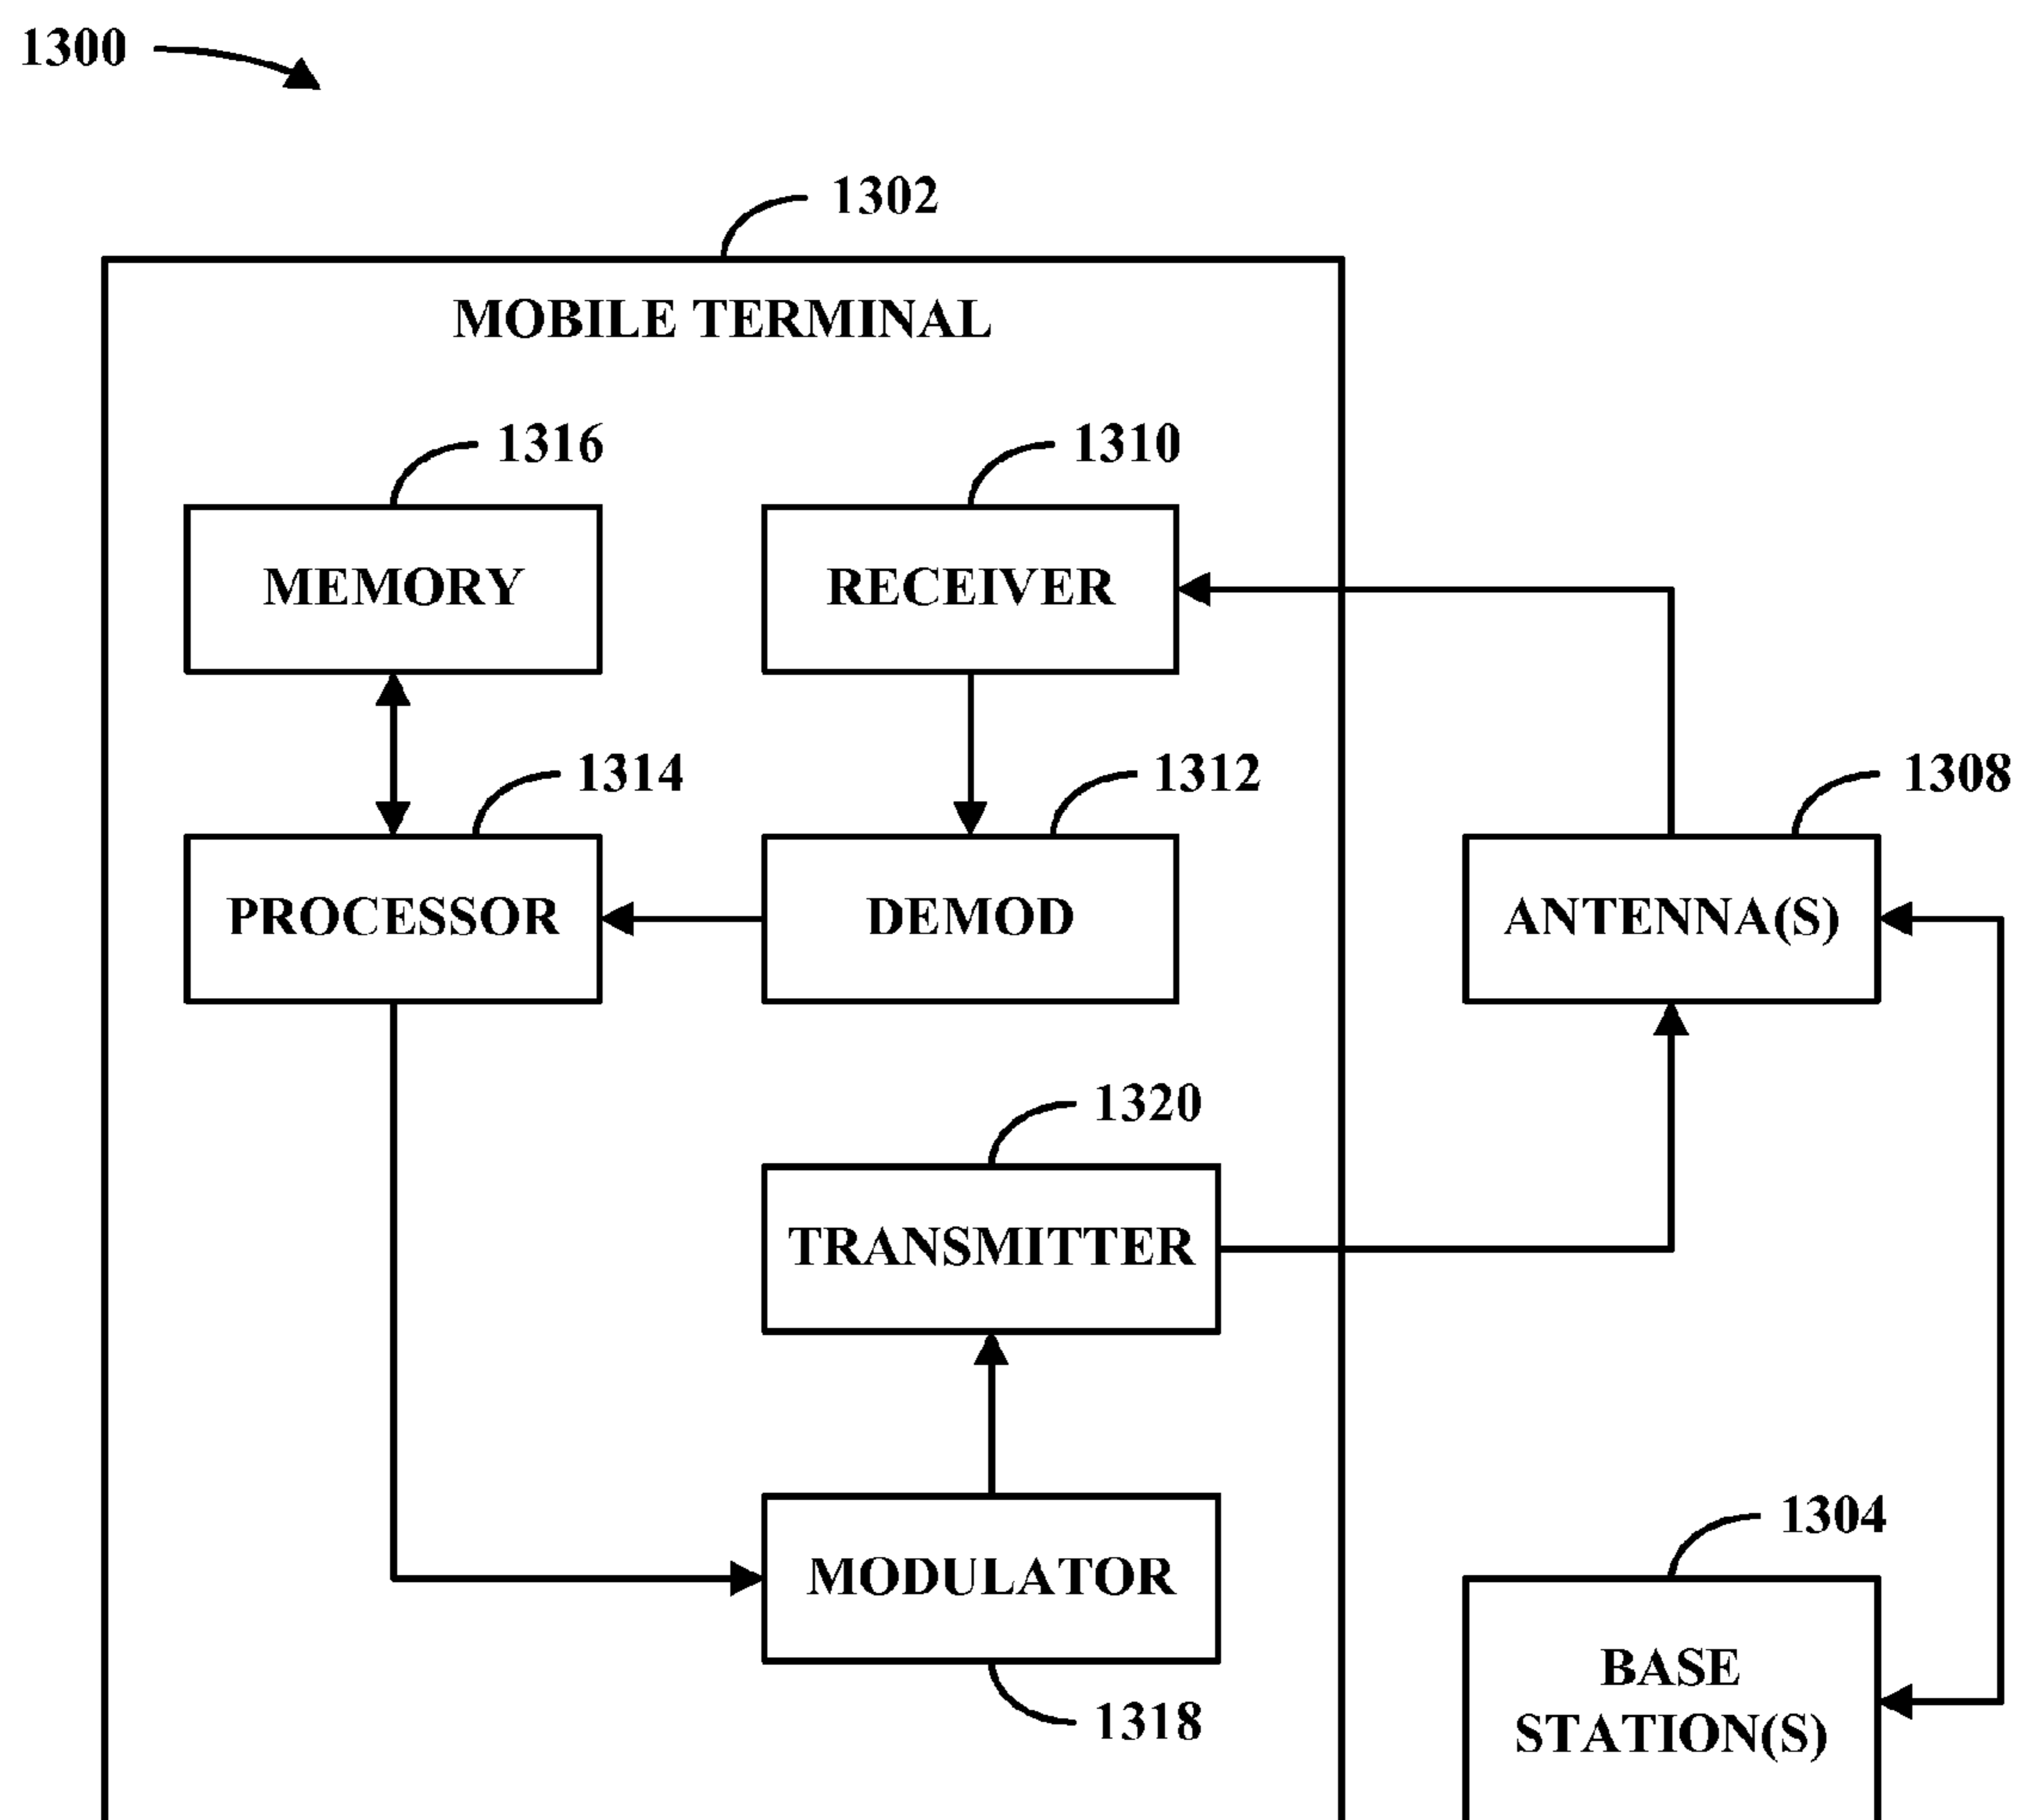 1300
1302
MOBILE TERMINAL
1316
1310
MEMORY
RECEIVER
1314
1312
1308
PROCESSOR
DEMOD
ANTENNA(S)
1320
TRANSMITTER
1304
MODULATOR
BASE
STATION(S)
1318